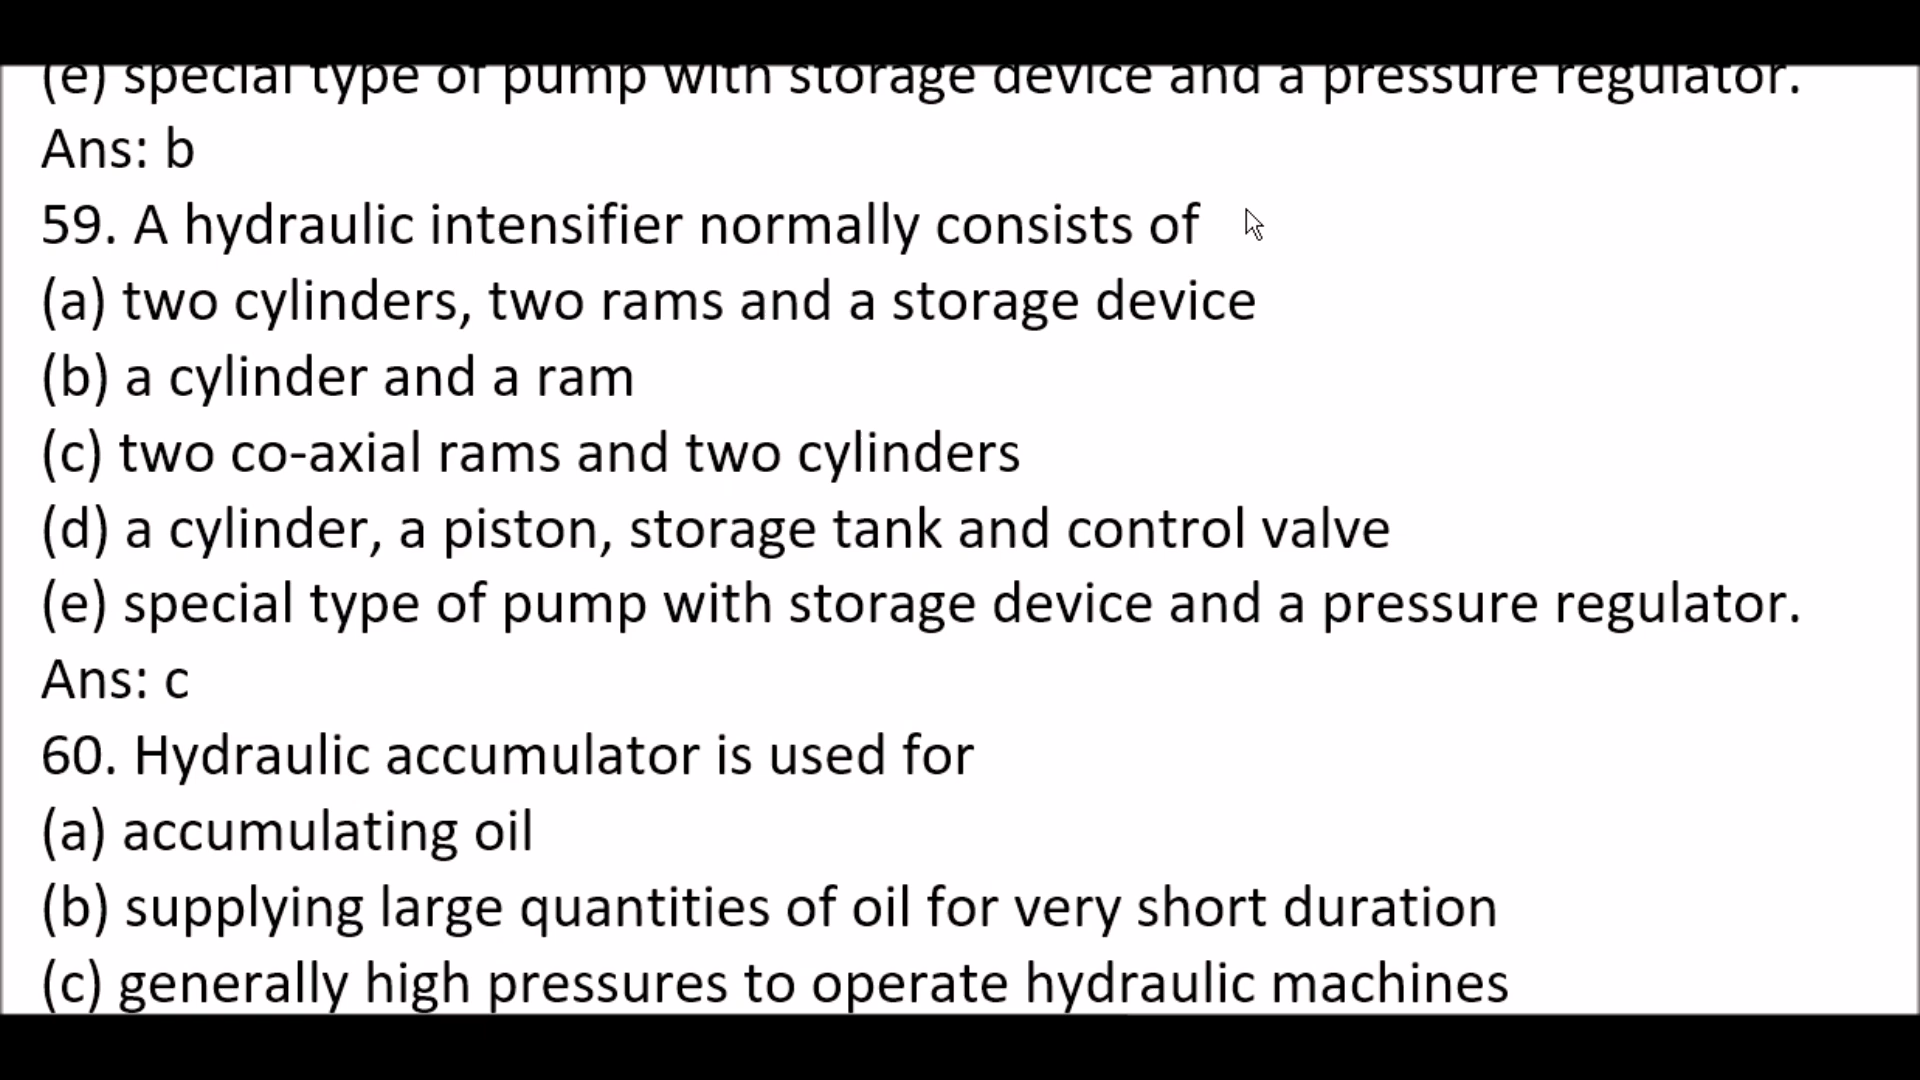 (e) special type of pump with storage device and a pressure regulator.
Ans: b
59. A hydraulic intensifier normally consists of
(a) two cylinders, two rams and a storage device
(b) a cylinder and a ram
(c) two co-axial rams and two cylinders
(d) a cylinder, a piston, storage tank and control valve
(e) special type of pump with storage device and a pressure regulator.
Ans: c
60. Hydraulic accumulator is used for
(a) accumulating oil
(b) supplying large quantities of oil for very short duration
(c) generally high pressures to operate hydraulic machines